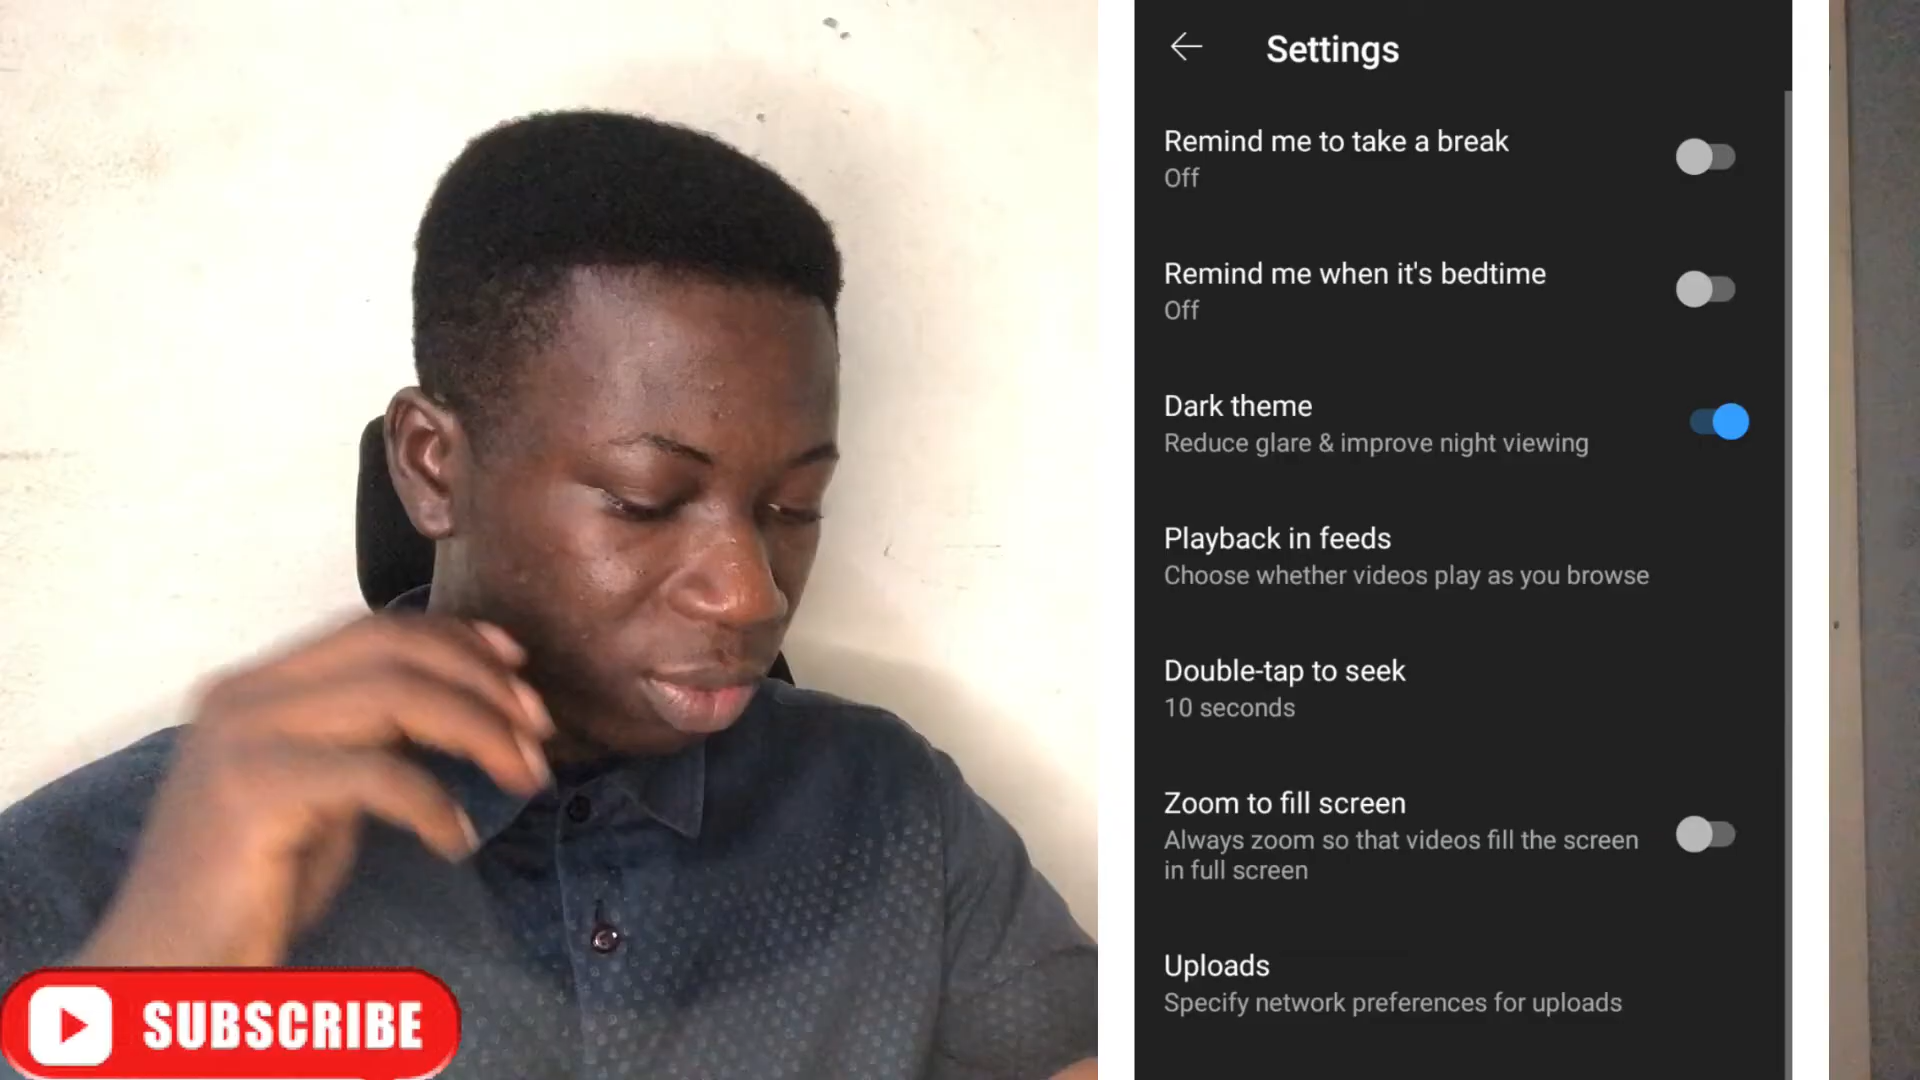 Settings
Remind me to take a break
Off
Remind me when it's bedtime
Off
Dark theme
Reduce glare & improve night viewing
Playback in feeds
Choose whether videos play as you browse
Double-tap to seek
10 seconds
Zoom to fill screen
Always zoom so that videos fill the screen
in full screen
Uploads
Specify network preferences for uploads
SUBSCRIBE